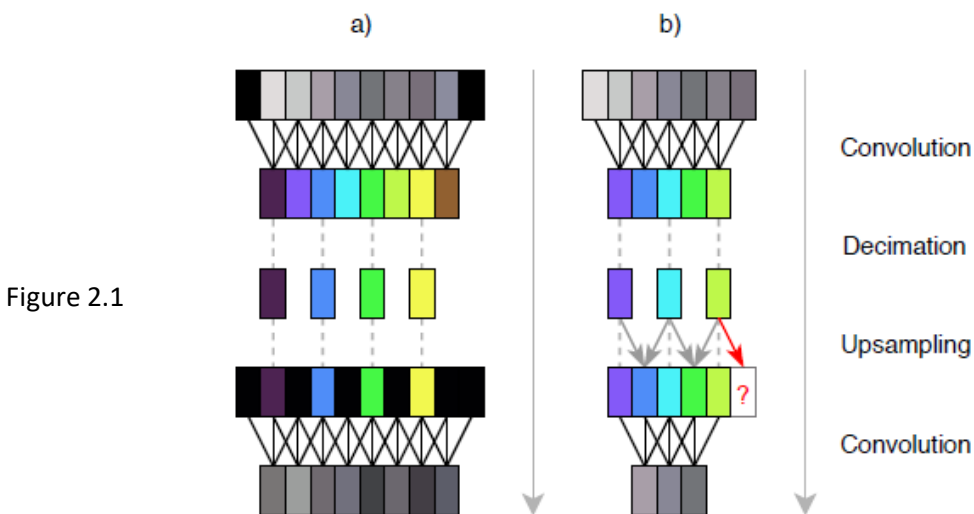 a)
b)
Convolution
Decimation
Figure 2.1
Upsampling
?
Convolution